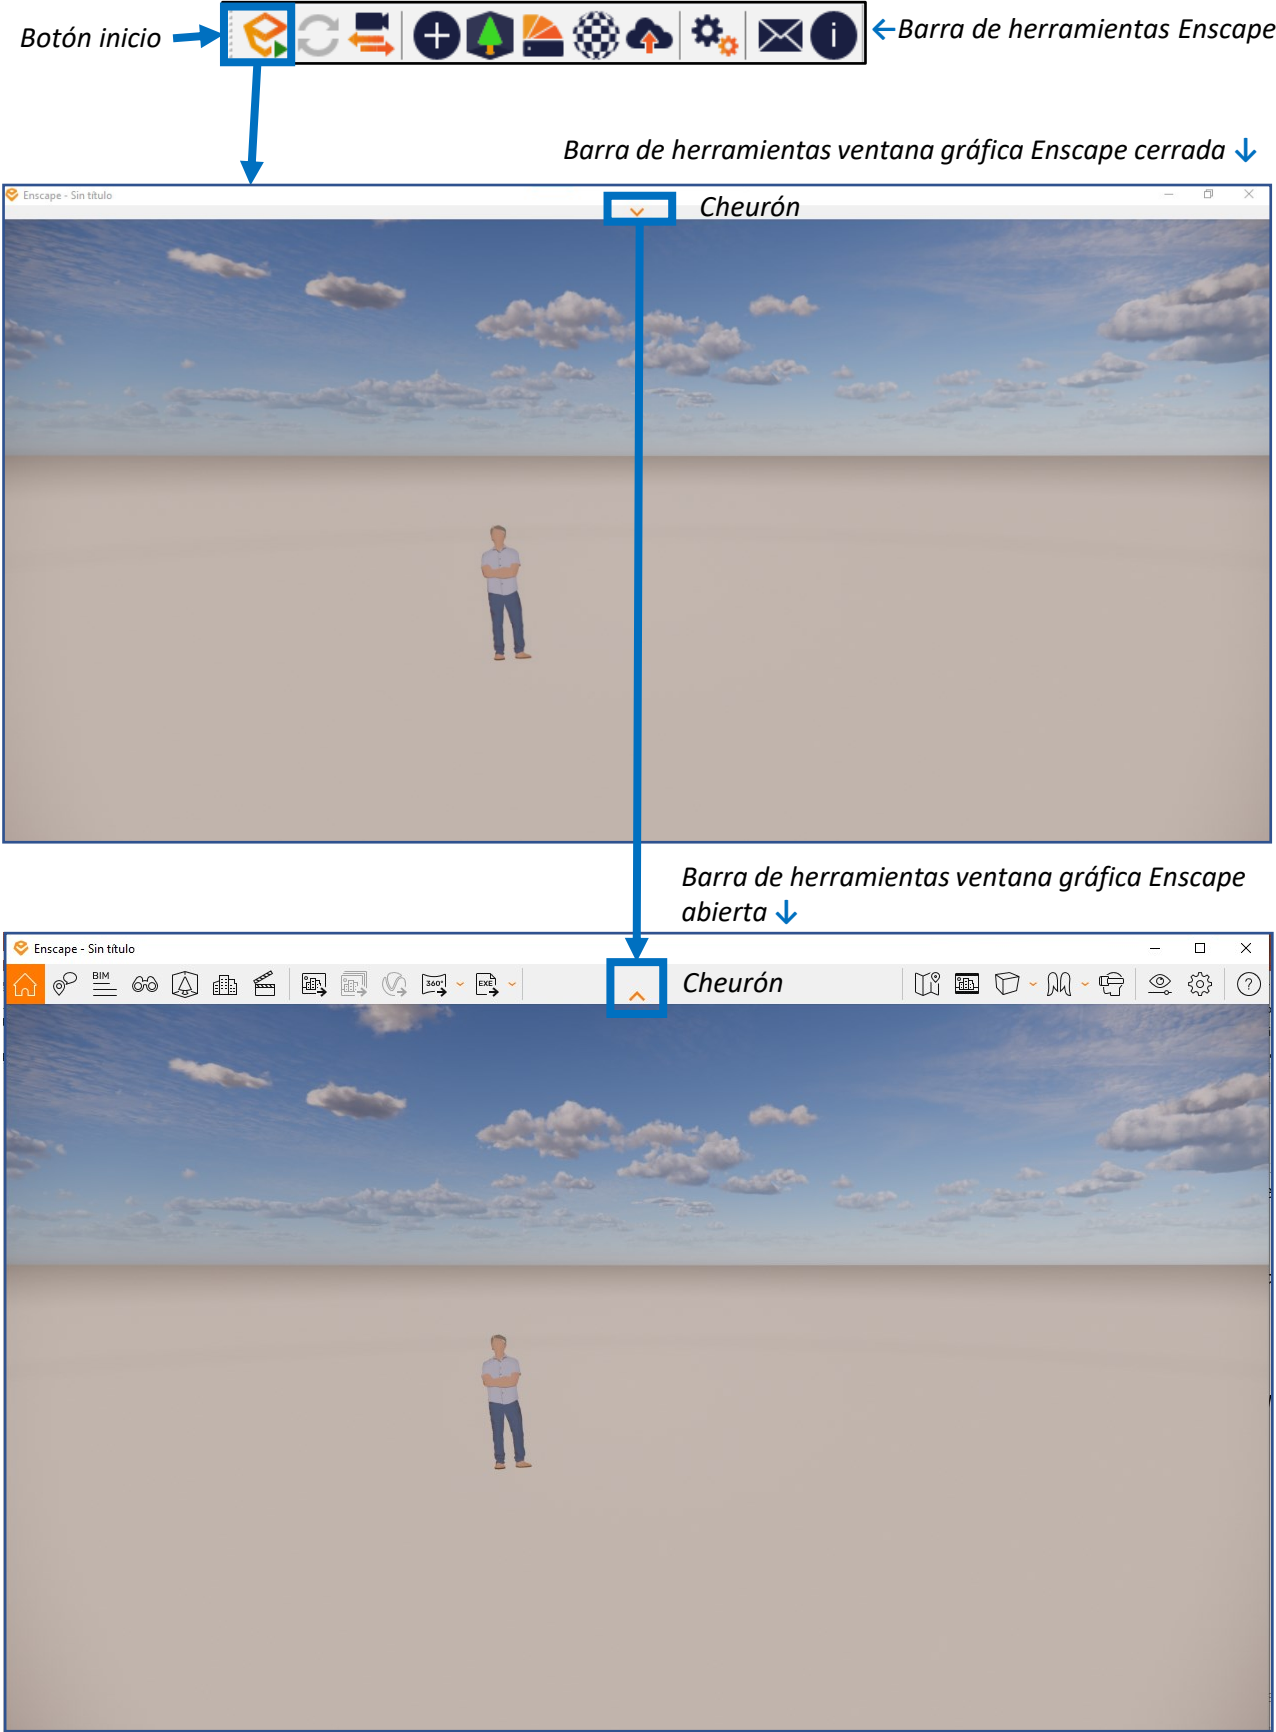 Botón inicio
←Barra de herramientas Enscape
Barra de herramientas ventana gráfica Enscape cerrada ↓
Enscape - Sin título
Cheurón
Barra de herramientas ventana gráfica Enscape
abierta ↓
Enscape - Sin título
BIM
360°
EXE
Cheurón